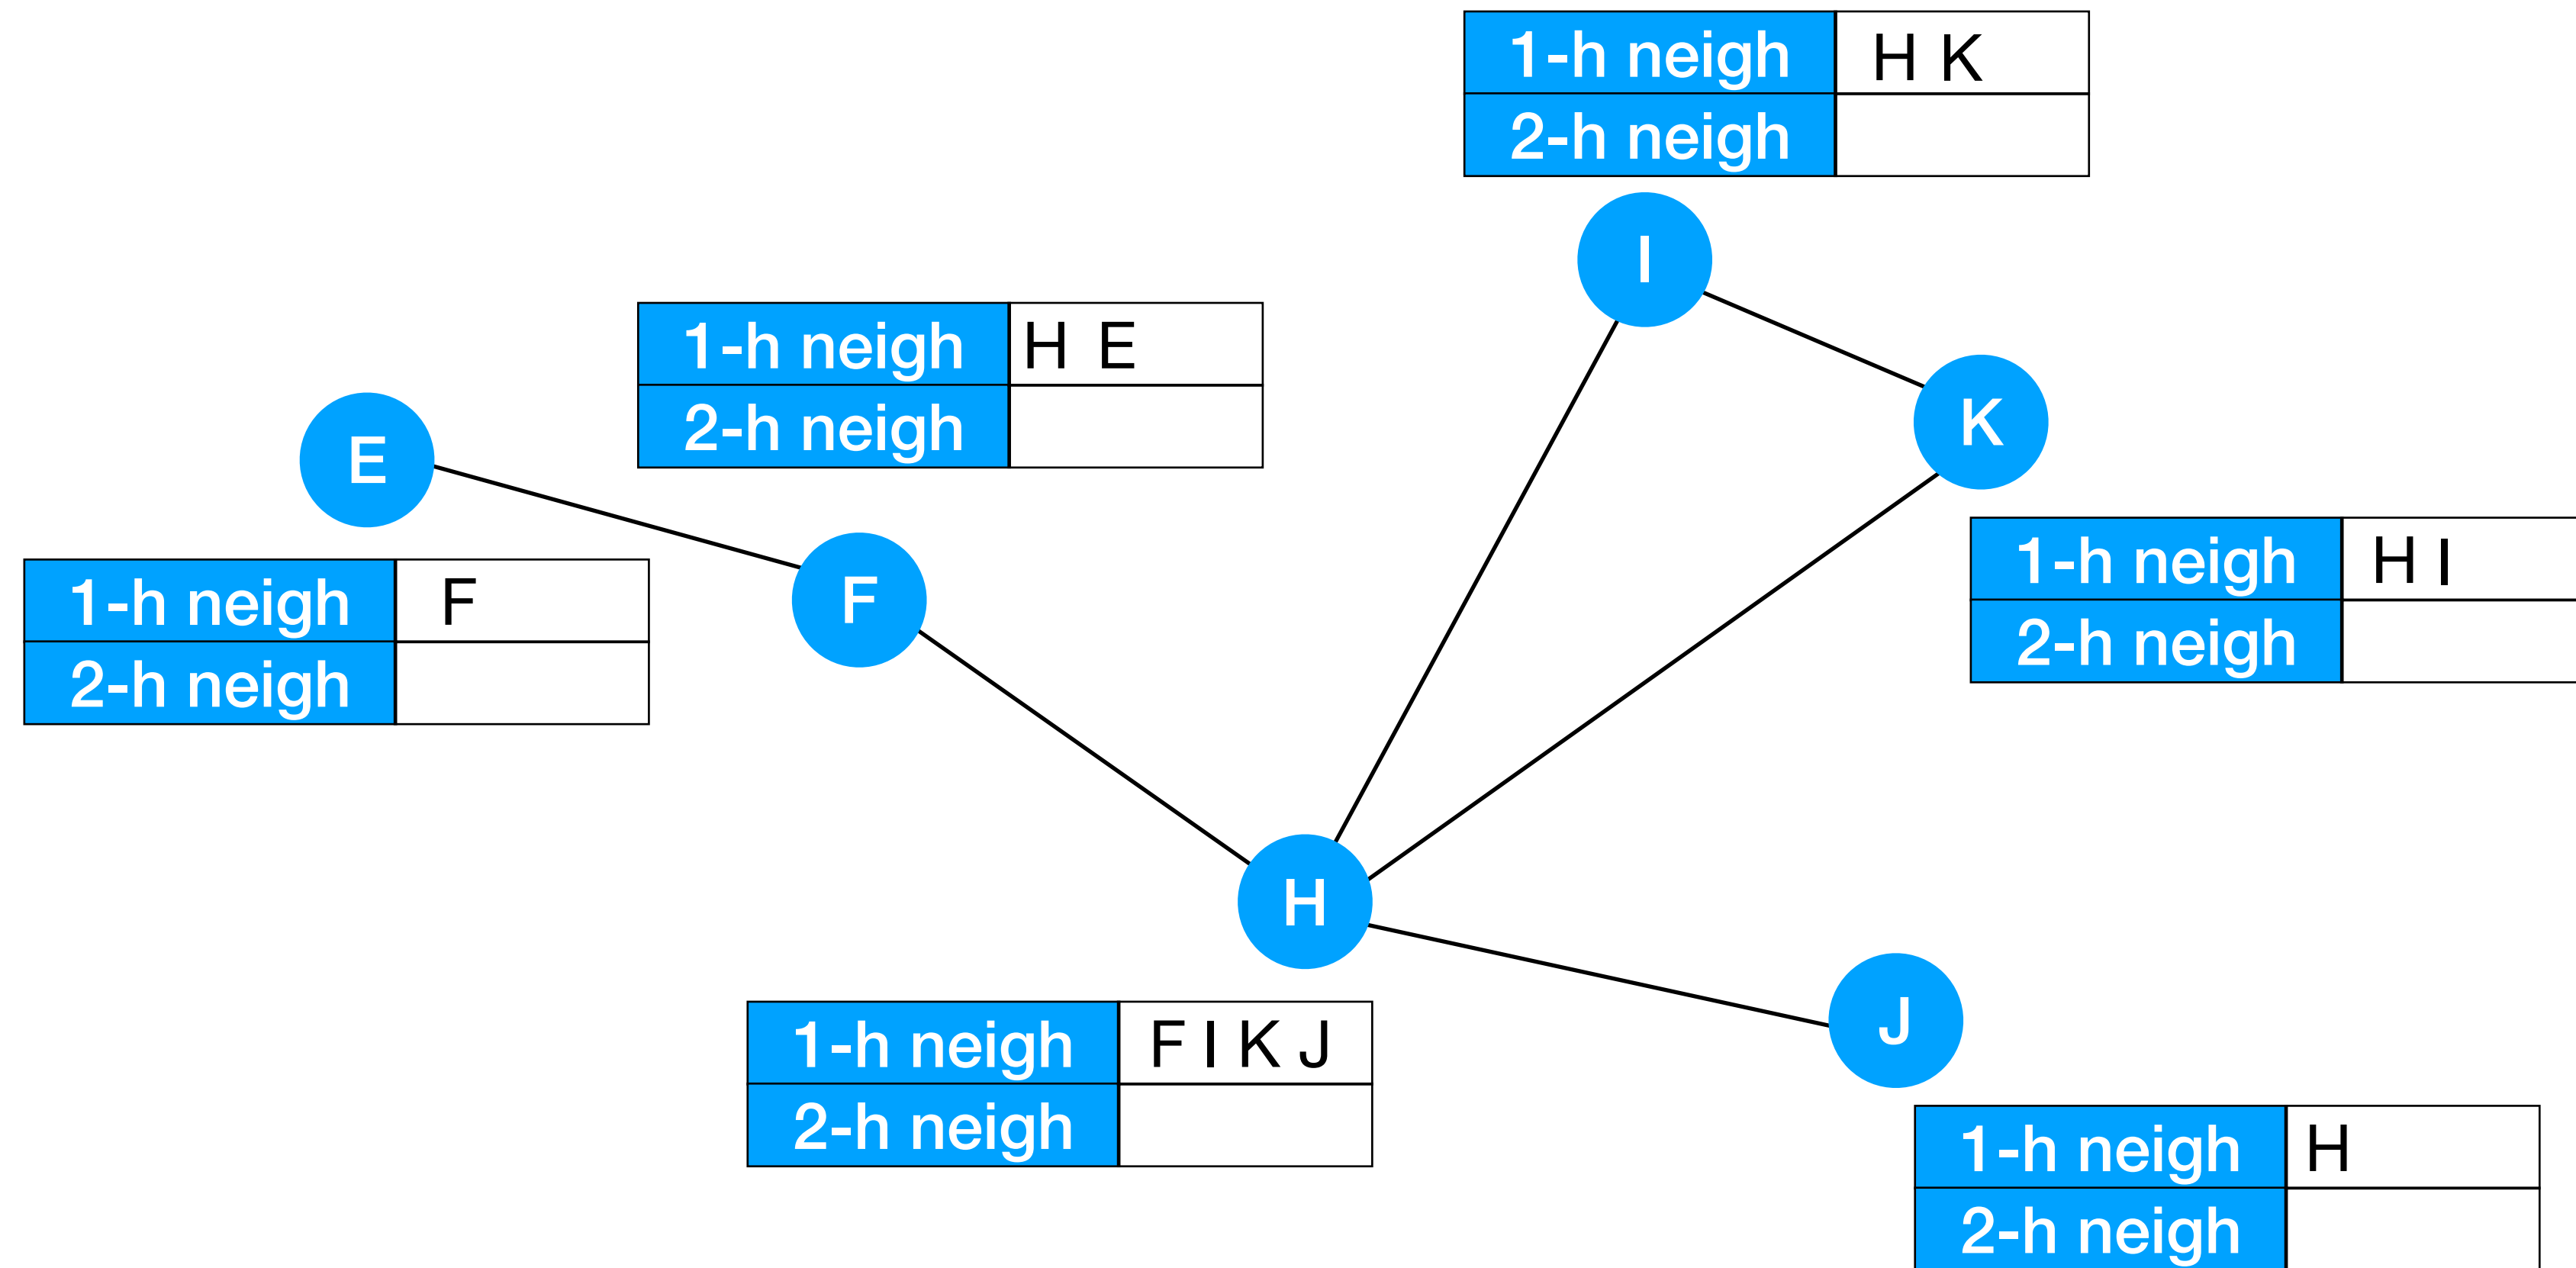 1-h neigh H K
2-h neigh
I
1-h neigh H E
2-h neigh
E
K
F
1-h neigh H I
2-h neigh
1-h neigh F
2-h neigh
H
1-h neigh F I K J
2-h neigh
J
1-h neigh H
2-h neigh